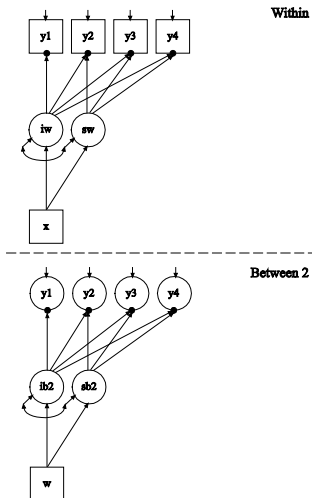 Within
y1 y2 y3 y4
iw sw
x
Between 2
y1 y2 y3 y4
ib2 sb2
w